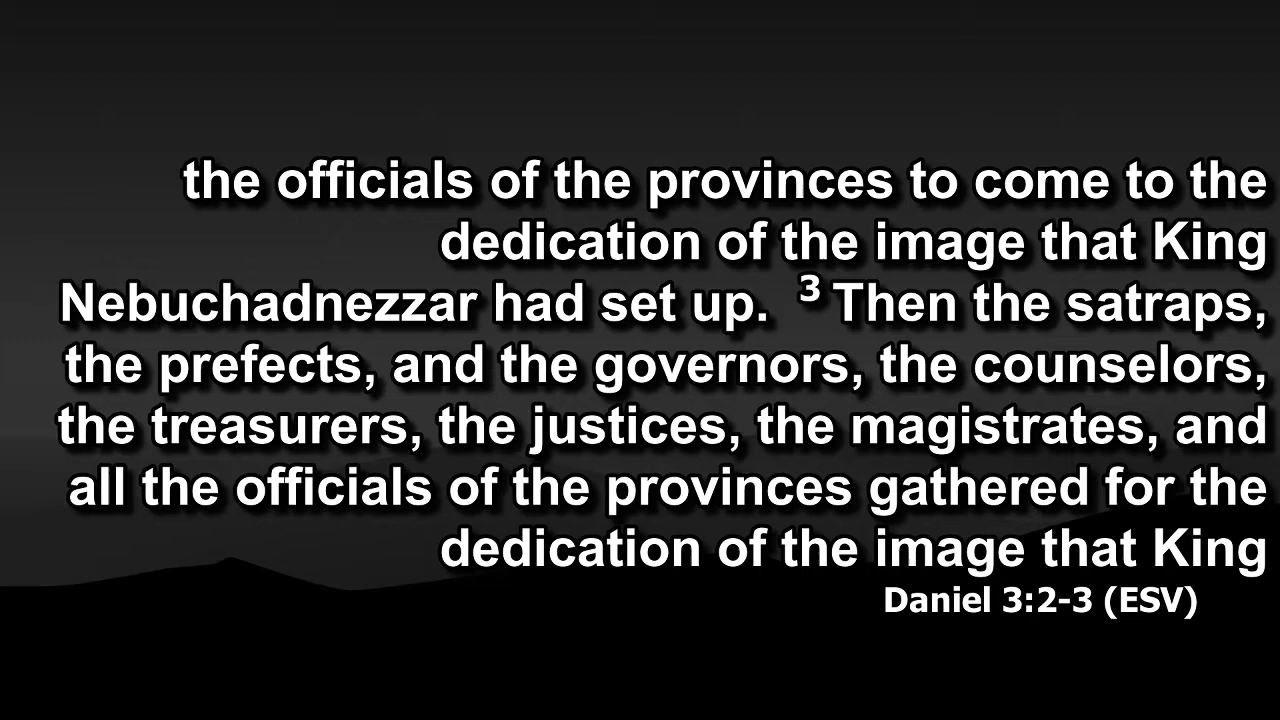 the officials of the provinces to come to the
dedication of the image that King
Nebuchadnezzar had set up. 3 Then the satraps,
the prefects, and the governors, the counselors,
the treasurers, the justices, the magistrates, and
all the officials of the provinces gathered for the
dedication of the image that King
Daniel 3:2-3 (ESV)